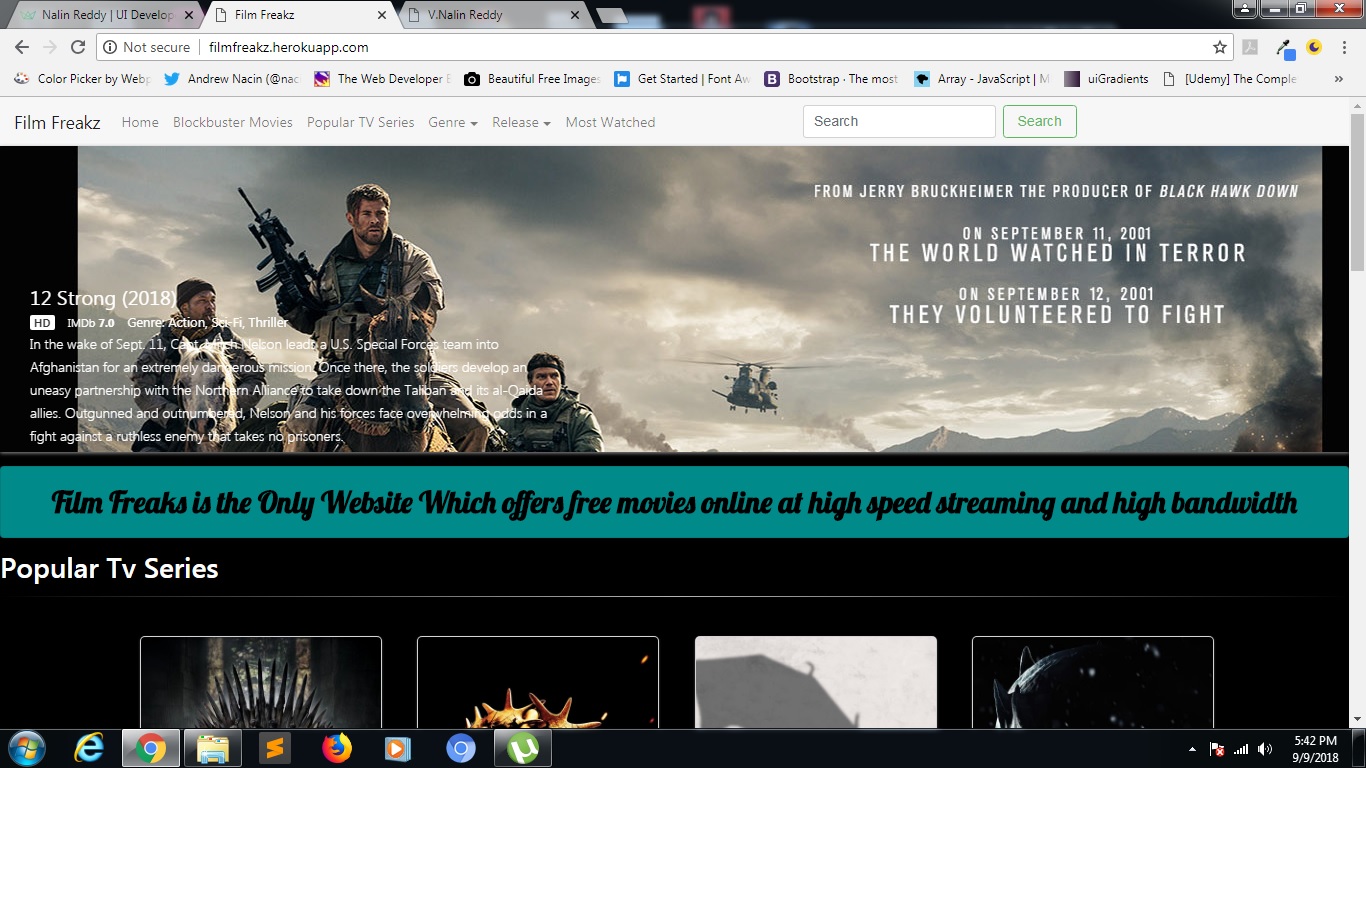 Nalin Reddy | UI Develop
Film Freakz
V.Nalin Reddy
Not secure
filmfreakz.herokuapp.com
Color Picker by Webp
Andrew Nacin (@nac
The Web Developer B
Beautiful Free Images
Get Started | Font Aw
Bootstrap · The most
Array - JavaScript | M
uiGradients
[Udemy] The Comple
»
Film Freakz
Home
Blockbuster Movies
Popular TV Series
Genre
Release
Most Watched
Search
Search
FROM JERRY BRUCKHEIMER THE PRODUCER OF BLACK HAWK DOWN
ON SEPTEMBER 11, 2001
THE WORLD WATCHED IN TERROR
ON SEPTEMBER 12, 2001
THEY VOLUNTEERED TO FIGHT
12 Strong (2018)
HD IMDb 7.0 Genre: Action, Sci-Fi, Thriller
In the wake of Sept. 11, Capt. Mitch Nelson leads a U.S. Special Forces team into
Afghanistan for an extremely dangerous mission. Once there, the soldiers develop an
uneasy partnership with the Northern Alliance to take down the Taliban and its al-Qaida
allies. Outgunned and outnumbered, Nelson and his forces face overwhelming odds in a
fight against a ruthless enemy that takes no prisoners.
Film Freaks is the Only Website Which offers free movies online at high speed streaming and high bandwidth
Popular Tv Series
5:42 PM
9/9/2018